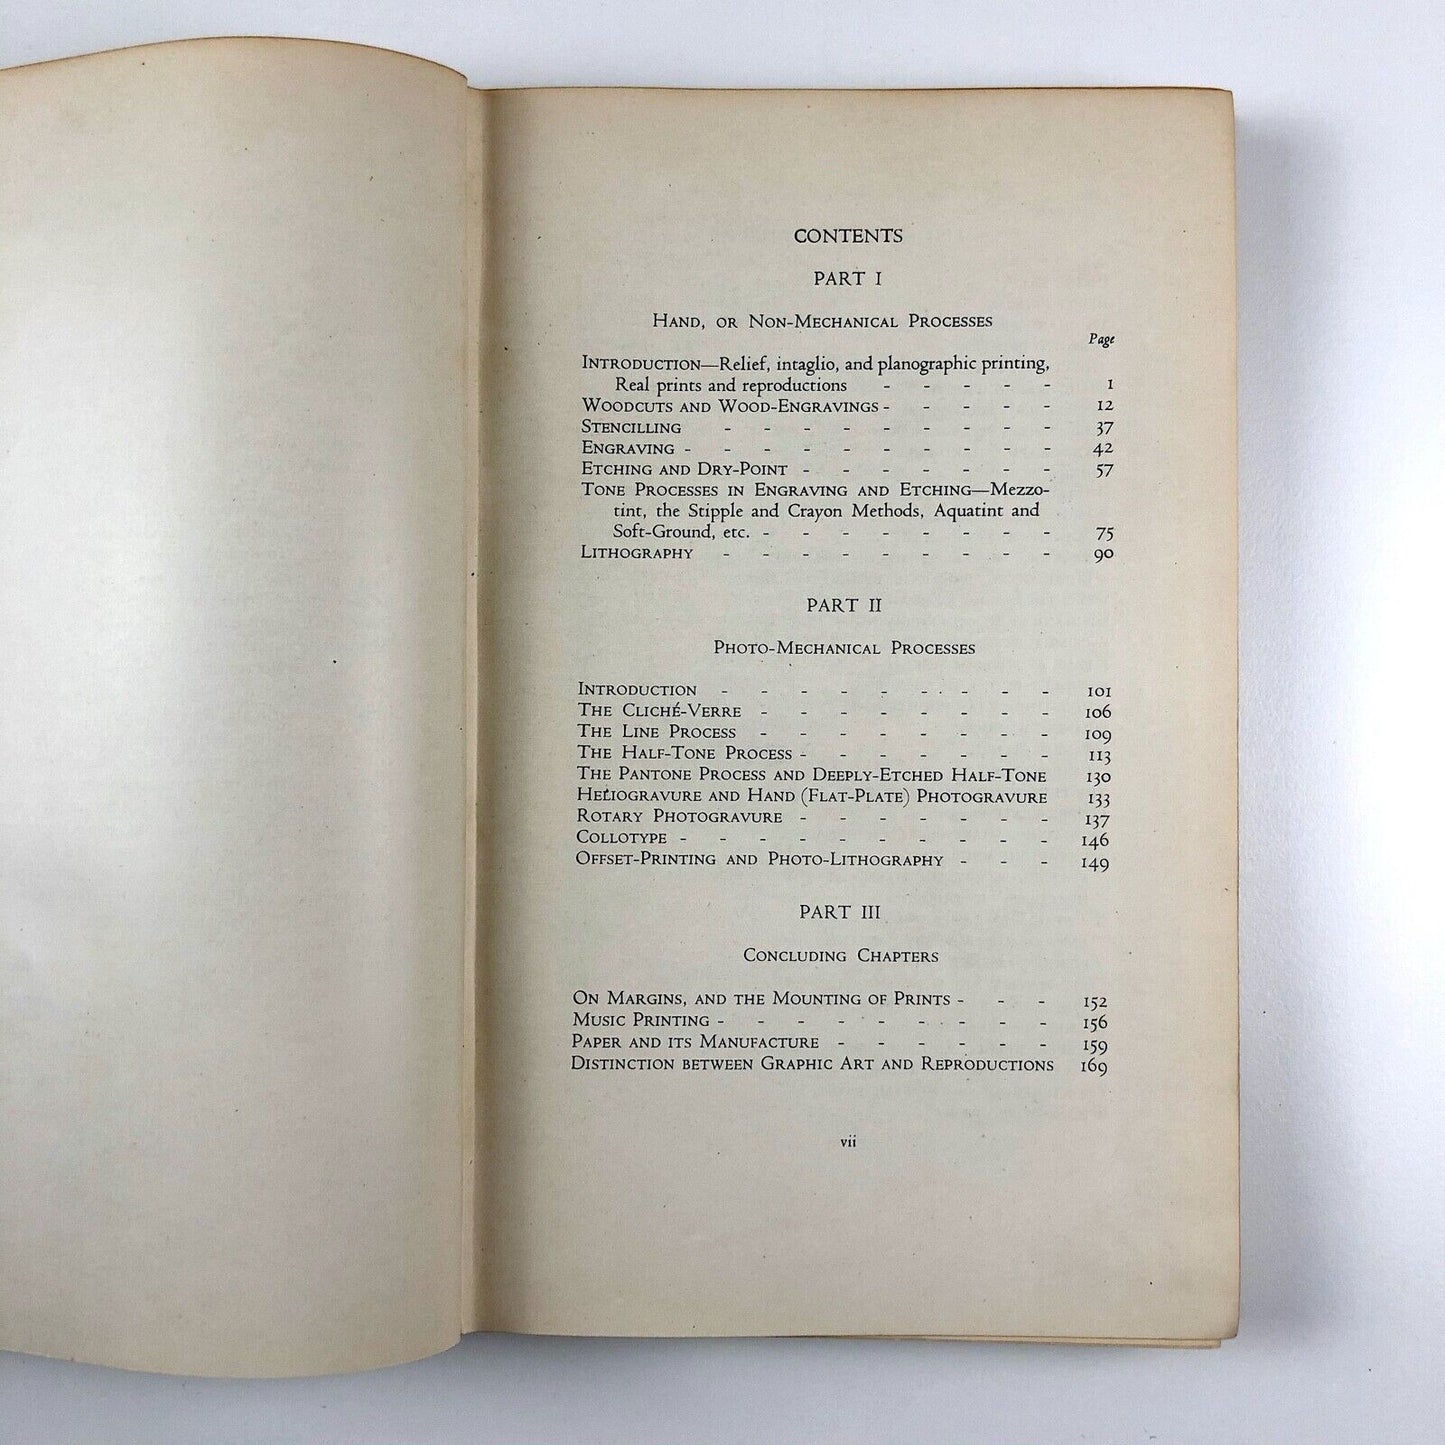 CONTENTS
PART I
HAND, OR NON-MECHANICAL PROCESSES
Page
INTRODUCTION—Relief, intaglio, and planographic printing,
Real prints and reproductions - - - - - 1
WOODCUTS AND WOOD-ENGRAVINGS - - - - - 12
STENCILLING - - - - - - - - - 37
ENGRAVING - - - - - - - - - - 42
ETCHING AND DRY-POINT - - - - - - - 57
TONE PROCESSES IN ENGRAVING AND ETCHING—MEZZO-
tint, the Stipple and Crayon Methods, Aquatint and
Soft-Ground, etc. - - - - - - - - 75
LITHOGRAPHY - - - - - - - - - 90
PART II
PHOTO-MECHANICAL PROCESSES
INTRODUCTION - - - - - - - - - 101
THE CLICHÉ-VERRE - - - - - - - - 106
THE LINE PROCESS - - - - - - - - 109
THE HALF-TONE PROCESS - - - - - - - 113
THE PANTONE PROCESS AND DEEPLY-ETCHED HALF-TONE 130
HELIOGRAVURE AND HAND (FLAT-PLATE) PHOTOGRAVURE 133
ROTARY PHOTOGRAVURE - - - - - - - 137
COLLOTYPE - - - - - - - - - - 146
OFFSET-PRINTING AND PHOTO-LITHOGRAPHY - - - 149
PART III
CONCLUDING CHAPTERS
ON MARGINS, AND THE MOUNTING OF PRINTS - - - 152
MUSIC PRINTING - - - - - - - - - 156
PAPER AND ITS MANUFACTURE - - - - - - 159
DISTINCTION BETWEEN GRAPHIC ART AND REPRODUCTIONS 169
vii